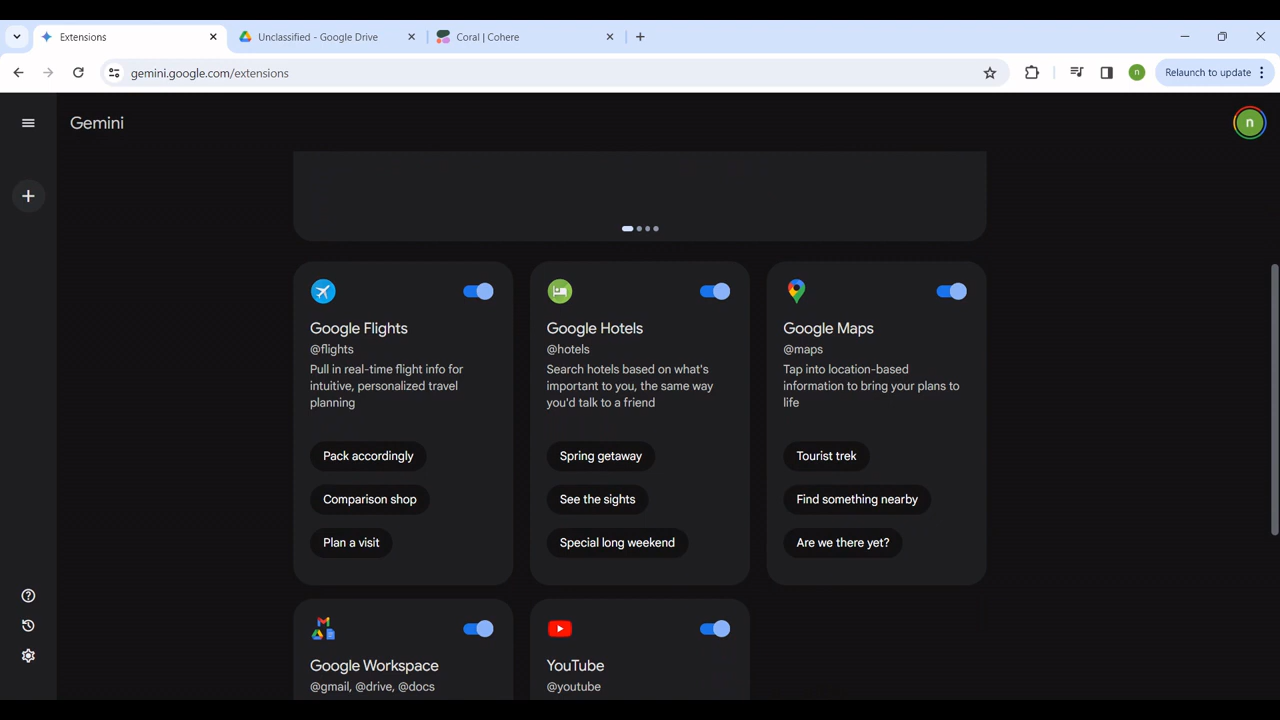 Extensions
Unclassified - Google Drive
Coral | Cohere
gemini.google.com/extensions
n
Relaunch to update
Gemini
n
Google Flights
@flights
Pull in real-time flight info for
intuitive, personalized travel
planning
Pack accordingly
Comparison shop
Plan a visit
Google Hotels
@hotels
Search hotels based on what's
important to you, the same way
you'd talk to a friend
Spring getaway
See the sights
Special long weekend
Google Maps
@maps
Tap into location-based
information to bring your plans to
life
Tourist trek
Find something nearby
Are we there yet?
Google Workspace
@gmail, @drive, @docs
YouTube
@youtube